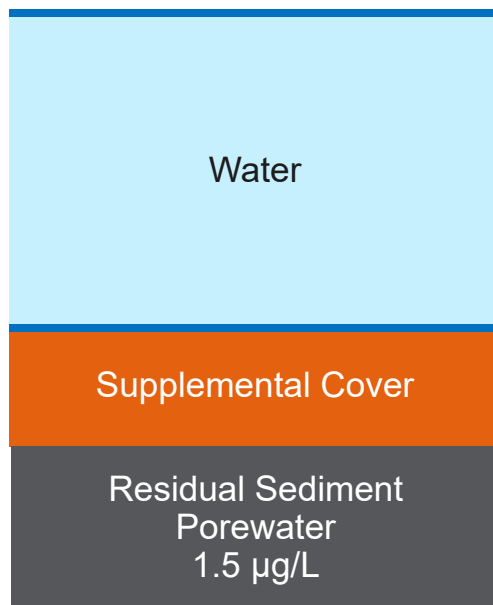 Water
Supplemental Cover
Residual Sediment
Porewater
1.5 µg/L